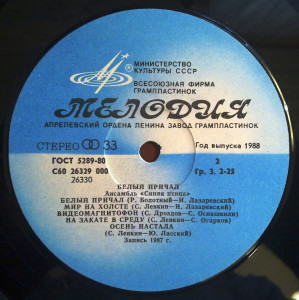 МИНИСТЕРСТВО
КУЛЬТУРЫ СССР
ВСЕСОЮЗНАЯ ФИРМА
ГРАМПЛАСТИНОК
МЕЛОДИЯ
АПРЕЛЕВСКИЙ ОРДЕНА ЛЕНИНА ЗАВОД ГРАМПЛАСТИНОК
СТЕРЕО 33
Год выпуска 1988
ГОСТ 5289-80
2
С60 26329 000
Гр. 3, 2-25
26330
БЕЛЫЙ ПРИЧАЛ
Ансамбль «Синяя птица»
БЕЛЫЙ ПРИЧАЛ (Р. Болотный—И. Лазаревский)
МИР НА ХОЛСТЕ (С. Левкин—И. Лазаревский)
ВИДЕОМАГНИТОФОН (С. Дроздов—С. Осиашвили)
НА ЗАКАТЕ В СРЕДУ (С. Левкин—С. Огарков)
ОСЕНЬ НАСТАЛА
(С. Левкин—Ю. Ласский)
Запись 1987 г.